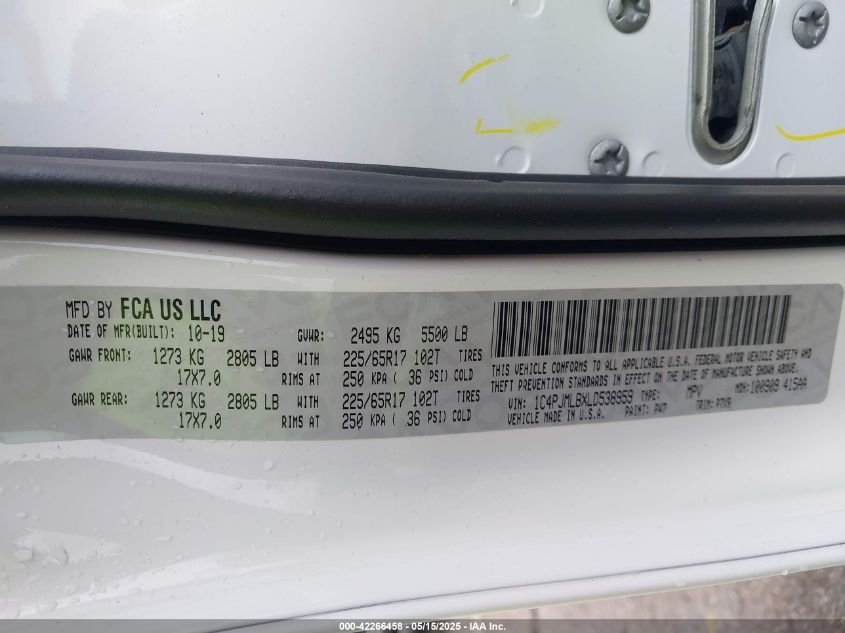 MFD BY FCA US LLC
DATE OF MFR(BUILT): 10-19 GVWR: 2495 KG 5500 LB
GAWR FRONT: 1273 KG 2805 LB WITH 225/65R17 102T TIRES
17X7.0 RIMS AT 250 KPA ( 36 PSI) COLD
GAWR REAR: 1273 KG 2805 LB WITH 225/65R17 102T TIRES
17X7.0 RIMS AT 250 KPA ( 36 PSI) COLD
THIS VEHICLE CONFORMS TO ALL APPLICABLE U.S.A. FEDERAL MOTOR VEHICLE SAFETY AND
THEFT PREVENTION STANDARDS IN EFFECT ON THE DATE OF MANUFACTURE SHOWN ABOVE.
VIN: 1C4PJMLBXLD538959 TYPE: MPV MDH: 100909 415AA
VEHICLE MADE IN U.S.A. PAINT: PW7 TRIM: P7X9
000-42266458 - 05/15/2025 - IAA Inc.